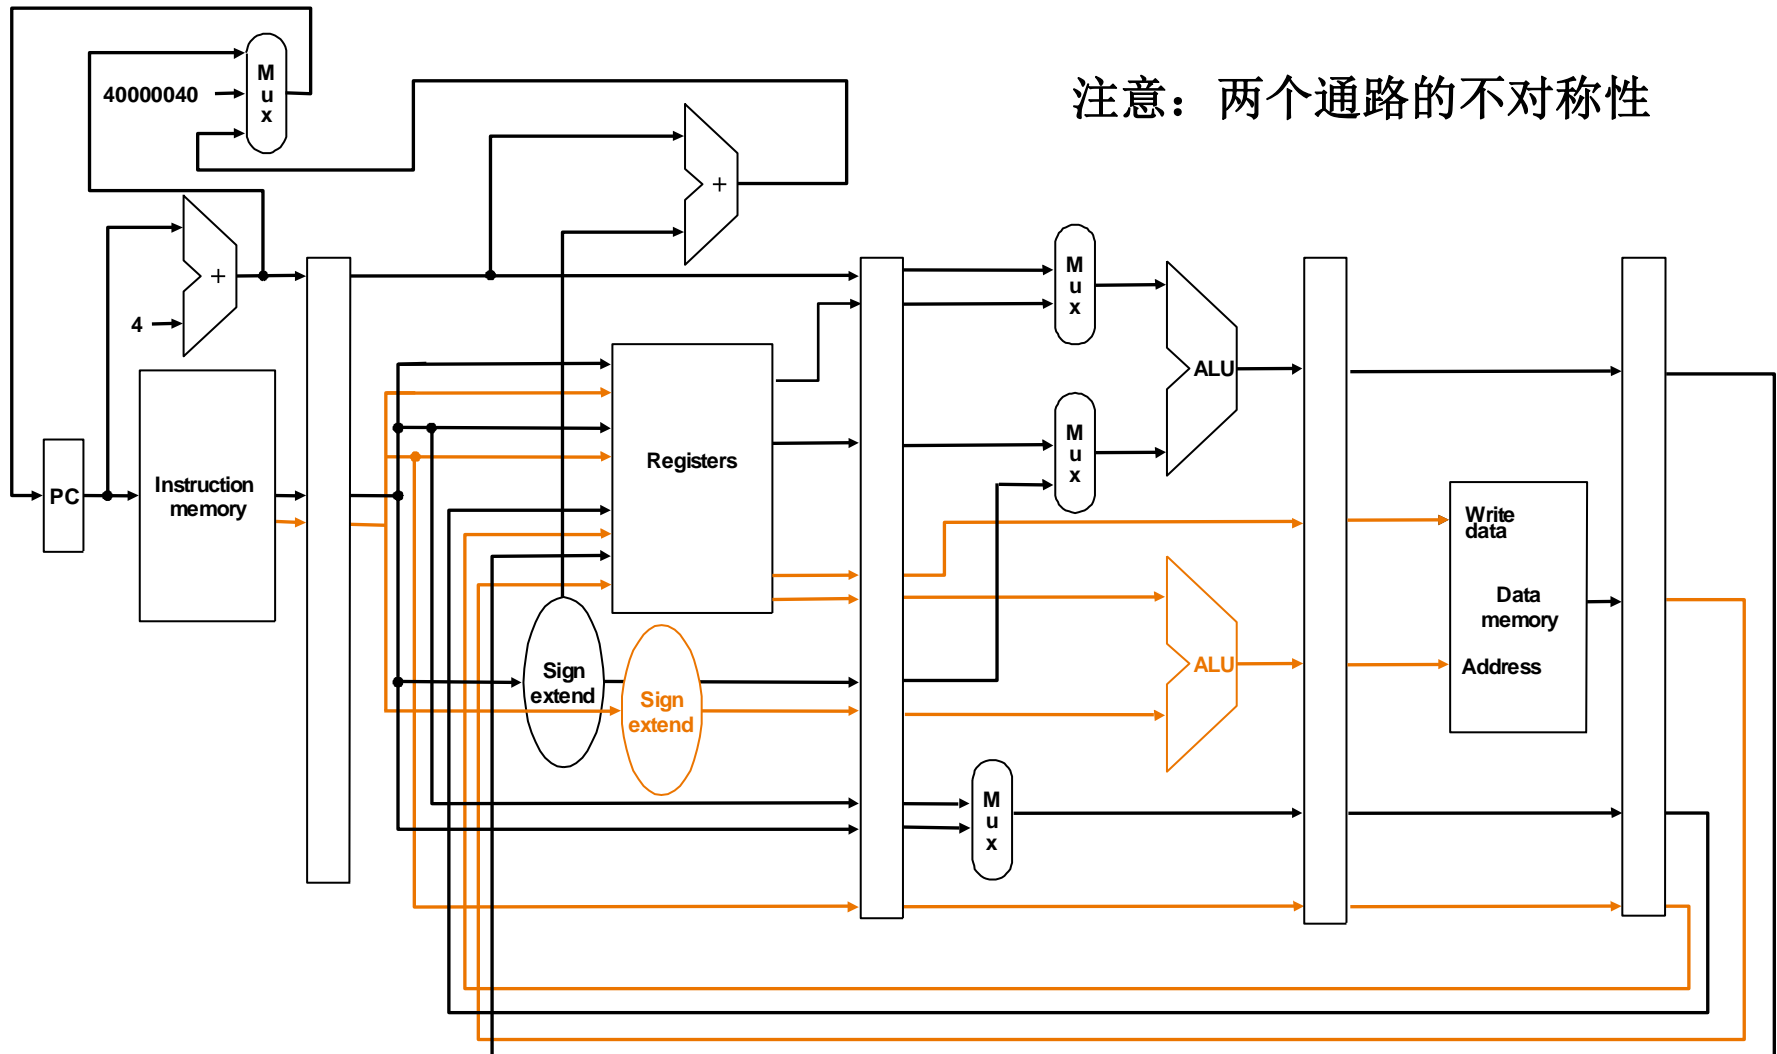 注意：两个通路的不对称性
M
u
x
40000040
+
+
4
M
u
x
ALU
M
u
x
Registers
PC
Instruction
memory
Write
data
Data
memory
Address
ALU
Sign
extend
Sign
extend
M
u
x